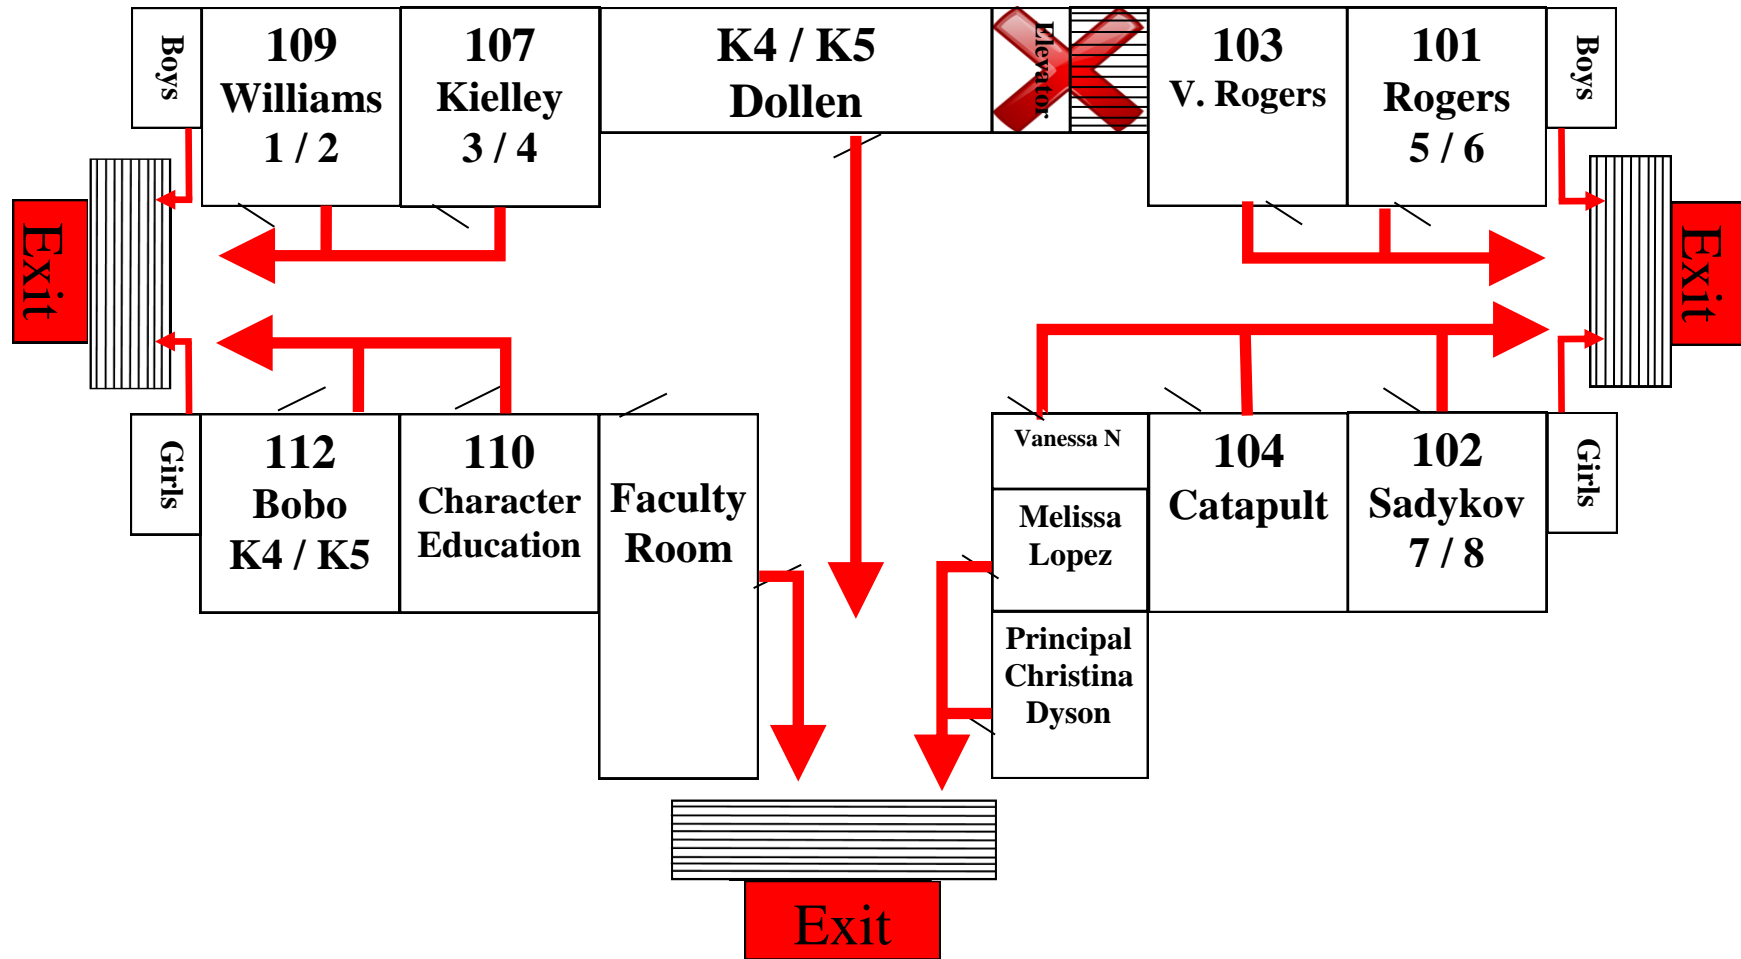 Boys
109
Williams
1 / 2
107
Kielley
3 / 4
K4 / K5
Dollen
Elevator
103
V. Rogers
101
Rogers
5 / 6
Boys
Exit
Exit
Girls
112
Bobo
K4 / K5
110
Character
Education
Faculty
Room
Vanessa N
Melissa
Lopez
Principal
Christina
Dyson
104
Catapult
102
Sadykov
7 / 8
Girls
Exit